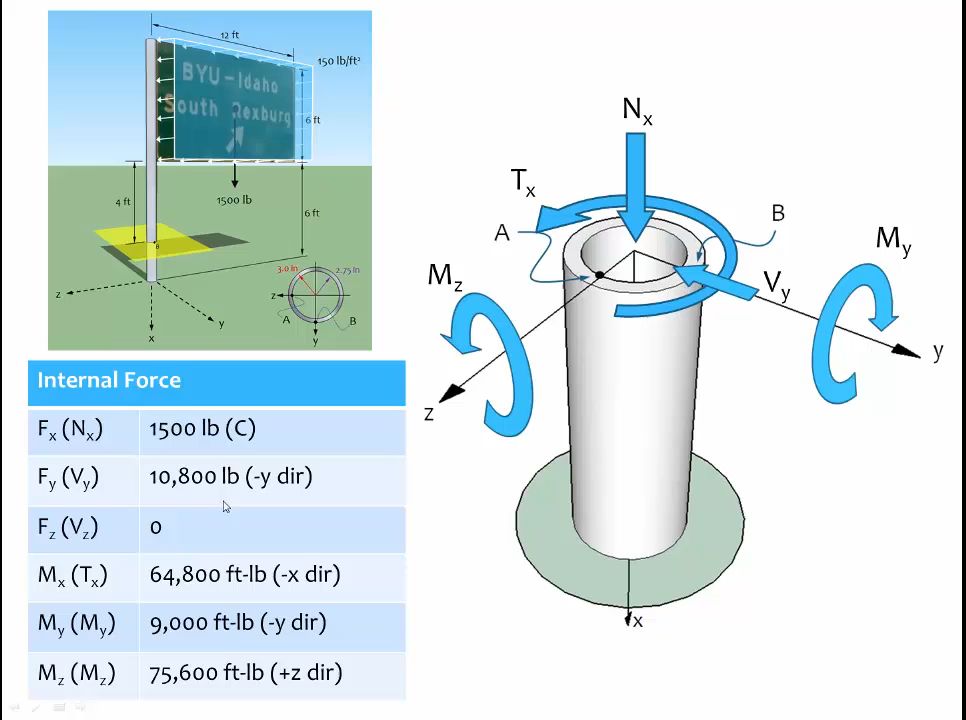 12 ft
150 lb/ft²
BYU-Idaho
South Rexburg
6 ft
1500 lb
4 ft
6 ft
B
3.0 in
2.75 in
z
z
A
B
y
y
x
Internal Force
Fx (Nx) 1500 lb (C)
Fy (Vy) 10,800 lb (-y dir)
Fz (Vz) 0
Mx (Tx) 64,800 ft-lb (-x dir)
My (My) 9,000 ft-lb (-y dir)
Mz (Mz) 75,600 ft-lb (+z dir)
Nx
Tx
A
B
My
Mz
Vy
y
z
x